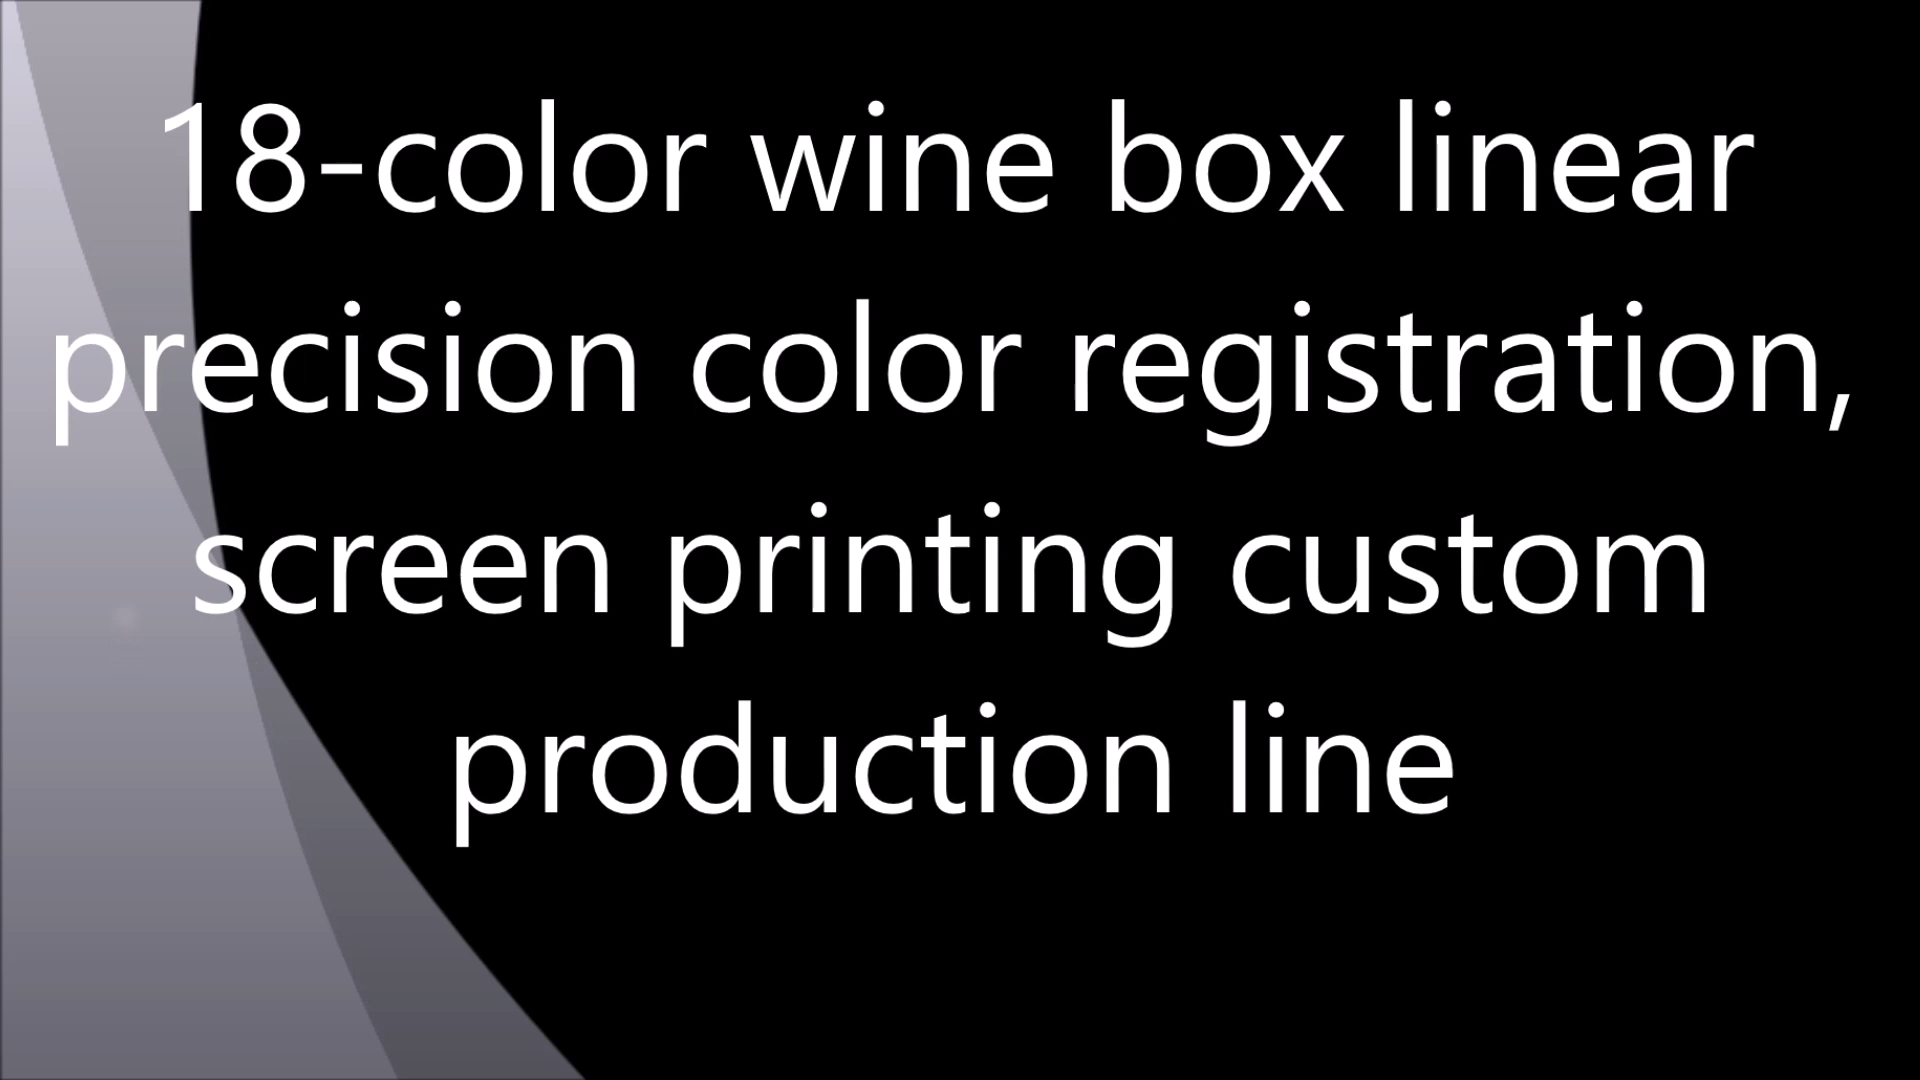 18-color wine box linear
precision color registration,
screen printing custom
production line